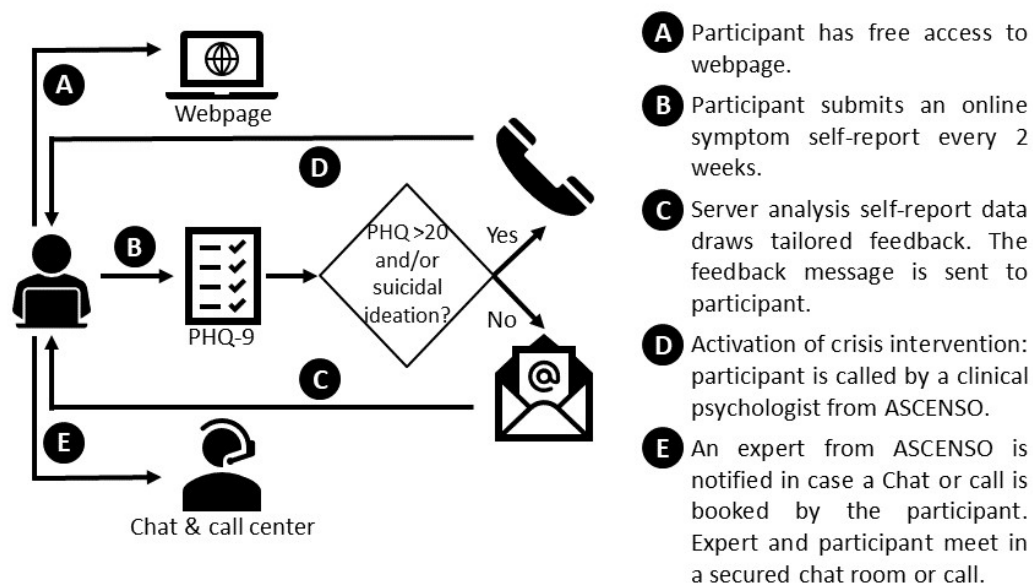 A
Webpage
D
B
PHQ-9
PHQ >20
and/or
suicidal
ideation?
Yes
No
@
C
E
Chat & call center
A Participant has free access to
webpage.
B Participant submits an online
symptom self-report every 2
weeks.
C Server analysis self-report data
draws tailored feedback. The
feedback message is sent to
participant.
D Activation of crisis intervention:
participant is called by a clinical
psychologist from ASCENSO.
E An expert from ASCENSO is
notified in case a Chat or call is
booked by the participant.
Expert and participant meet in
a secured chat room or call.